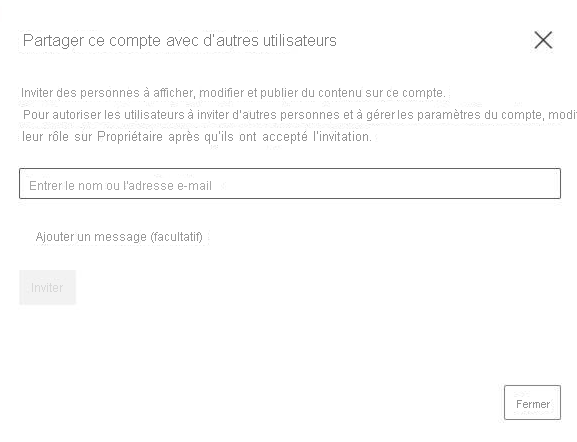 Partager ce compte avec d'autres utilisateurs
Inviter des personnes à afficher, modifier et publier du contenu sur ce compte.
Pour autoriser les utilisateurs à inviter d'autres personnes et à gérer les paramètres du compte, modi
leur rôle sur Propriétaire après qu'ils ont accepté l'invitation.
Entrer le nom ou l'adresse e-mail
Ajouter un message (facultatif)
Inviter
Fermer